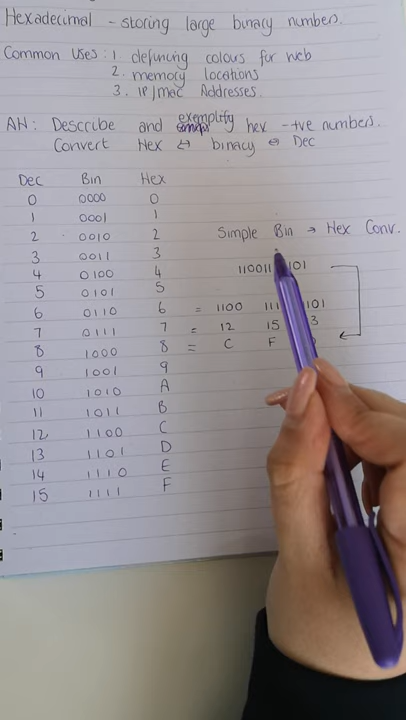 Hexadecimal - storing large binary numbers.
Common Uses: 1. defining colours for web
2. memory locations
3. IP/mac Addresses.
AH: Describe and exemplify hex -tve numbers.
Convert Hex ↔ binary ↔ Dec
Dec Bin Hex
0 0000 0
1 0001 1
2 0010 2
3 0011 3
4 0100 4
5 0101 5
6 0110 6
7 0111 7
8 1000 8
9 1001 9
10 1010 A
11 1011 B
12 1100 C
13 1101 D
14 1110 E
15 1111 F
Simple Bin → Hex Conv.
= 1100
= 12 15 3
= C F